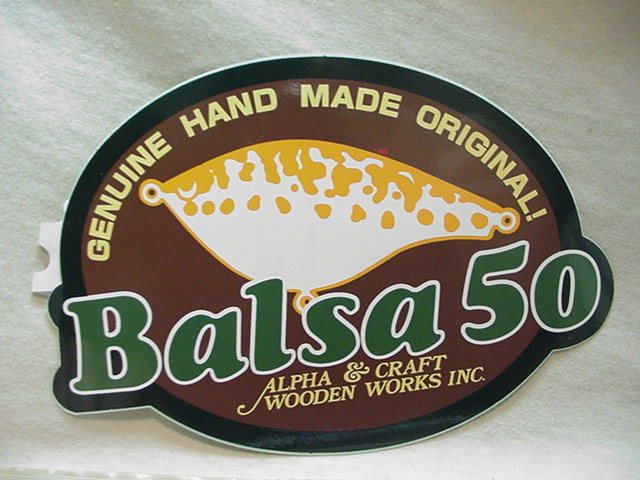 GENUINE HAND MADE ORIGINAL!
Balsa 50
ALPHA & CRAFT
WOODEN WORKS INC.